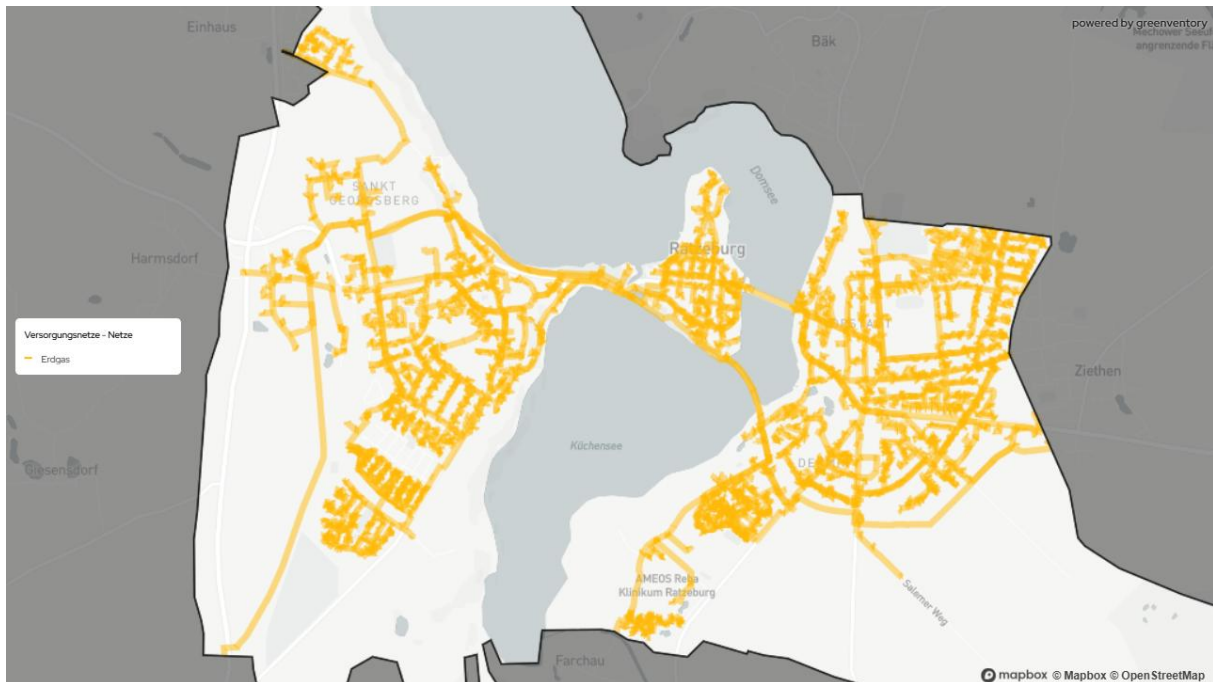 powered by greenventory
Einhaus
Bäk
Mechower Seeuf
angrenzende Fl
Domsee
SANKT
GEORGSBERG
Ratzeburg
Harmsdorf
Versorgungsnetze - Netze
Erdgas
Ziethen
Küchensee
Giesensdorf
AMEOS Reha
Klinikum Ratzeburg
Salemer Weg
Farchau
mapbox © Mapbox © OpenStreetMap